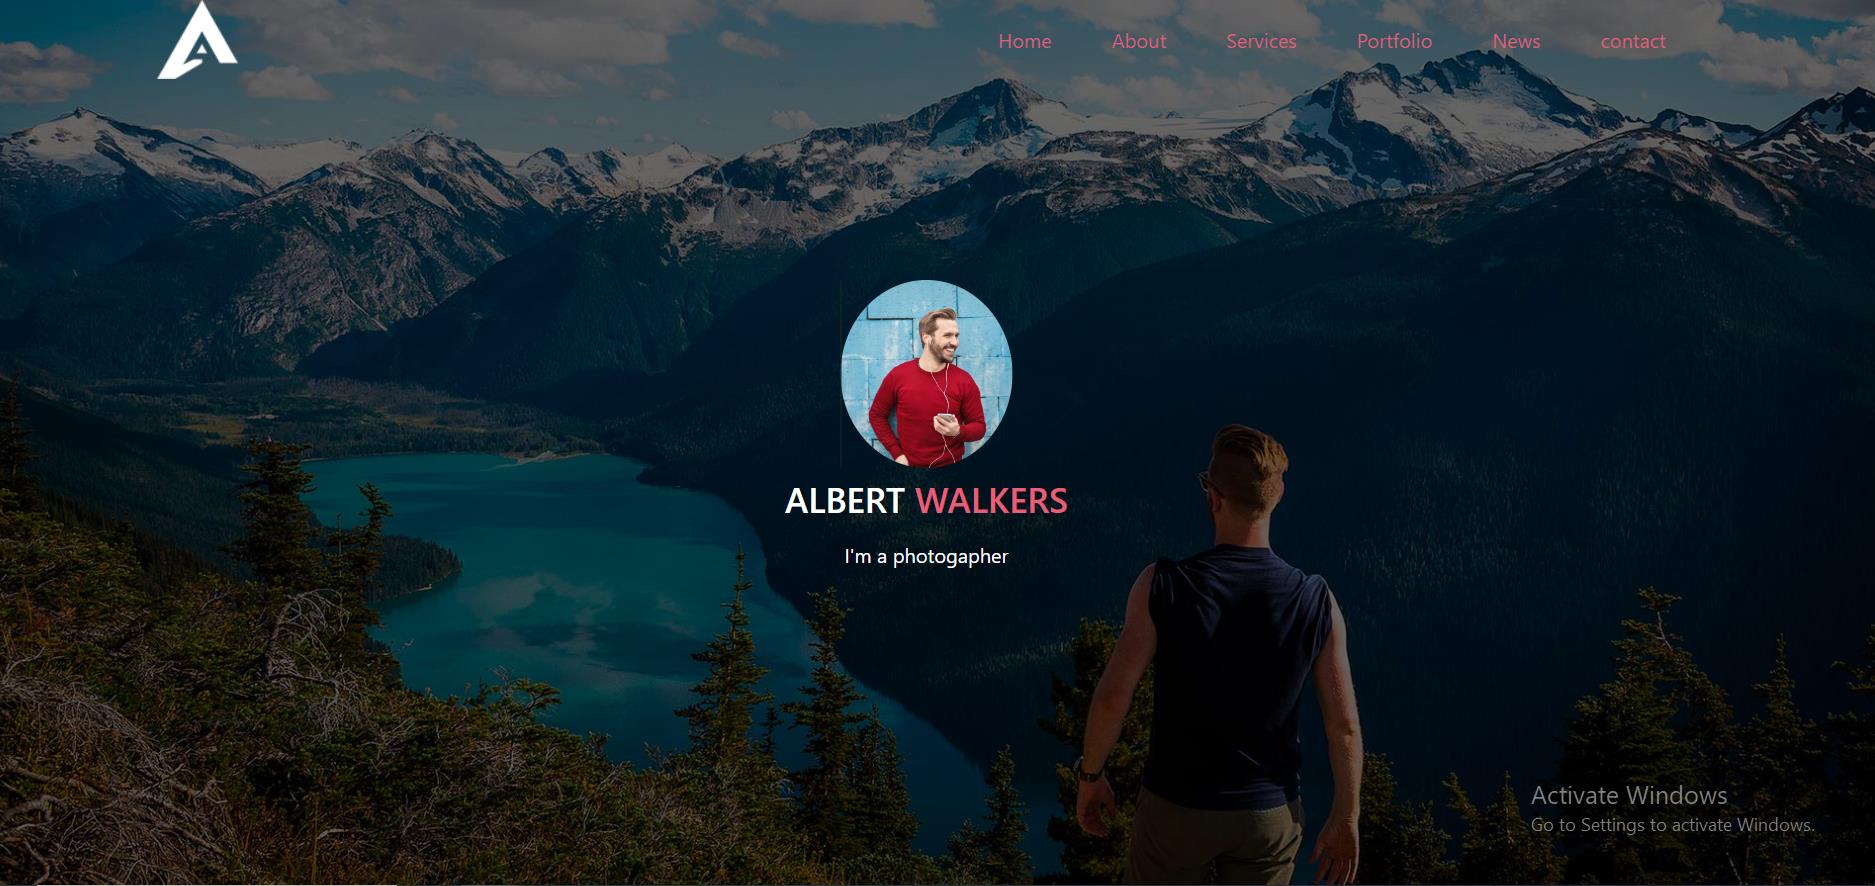 Home About Services Portfolio News contact
ALBERT WALKERS
I'm a photogapher
Activate Windows
Go to Settings to activate Windows.